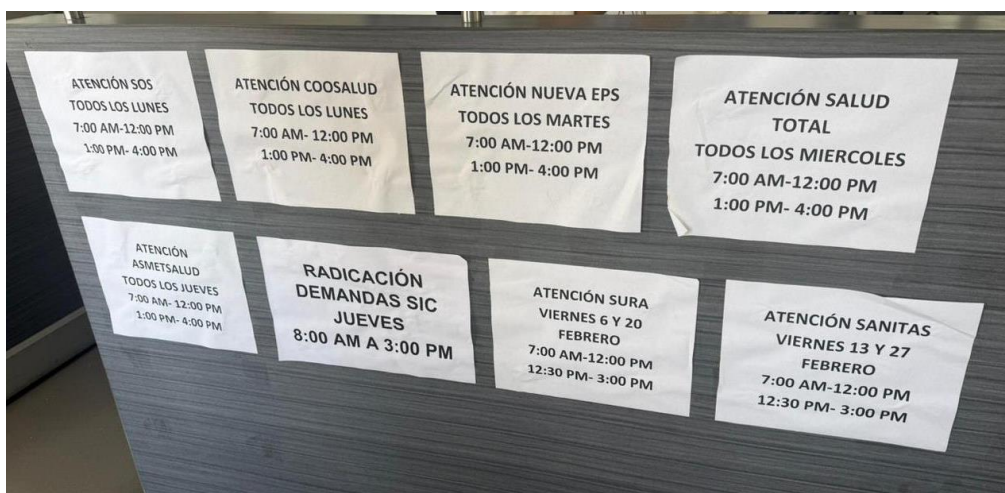 ATENCIÓN SOS
TODOS LOS LUNES
7:00 AM-12:00 PM
1:00 PM- 4:00 PM
ATENCIÓN COOSALUD
TODOS LOS LUNES
7:00 AM- 12:00 PM
1:00 PM- 4:00 PM
ATENCIÓN NUEVA EPS
TODOS LOS MARTES
7:00 AM-12:00 PM
1:00 PM- 4:00 PM
ATENCIÓN SALUD
TOTAL
TODOS LOS MIERCOLES
7:00 AM-12:00 PM
1:00 PM- 4:00 PM
ATENCIÓN
ASMETSALUD
TODOS LOS JUEVES
7:00 AM- 12:00 PM
1:00 PM- 4:00 PM
RADICACIÓN
DEMANDAS SIC
JUEVES
8:00 AM A 3:00 PM
ATENCIÓN SURA
VIERNES 6 Y 20
FEBRERO
7:00 AM-12:00 PM
12:30 PM- 3:00 PM
ATENCIÓN SANITAS
VIERNES 13 Y 27
FEBRERO
7:00 AM-12:00 PM
12:30 PM- 3:00 PM